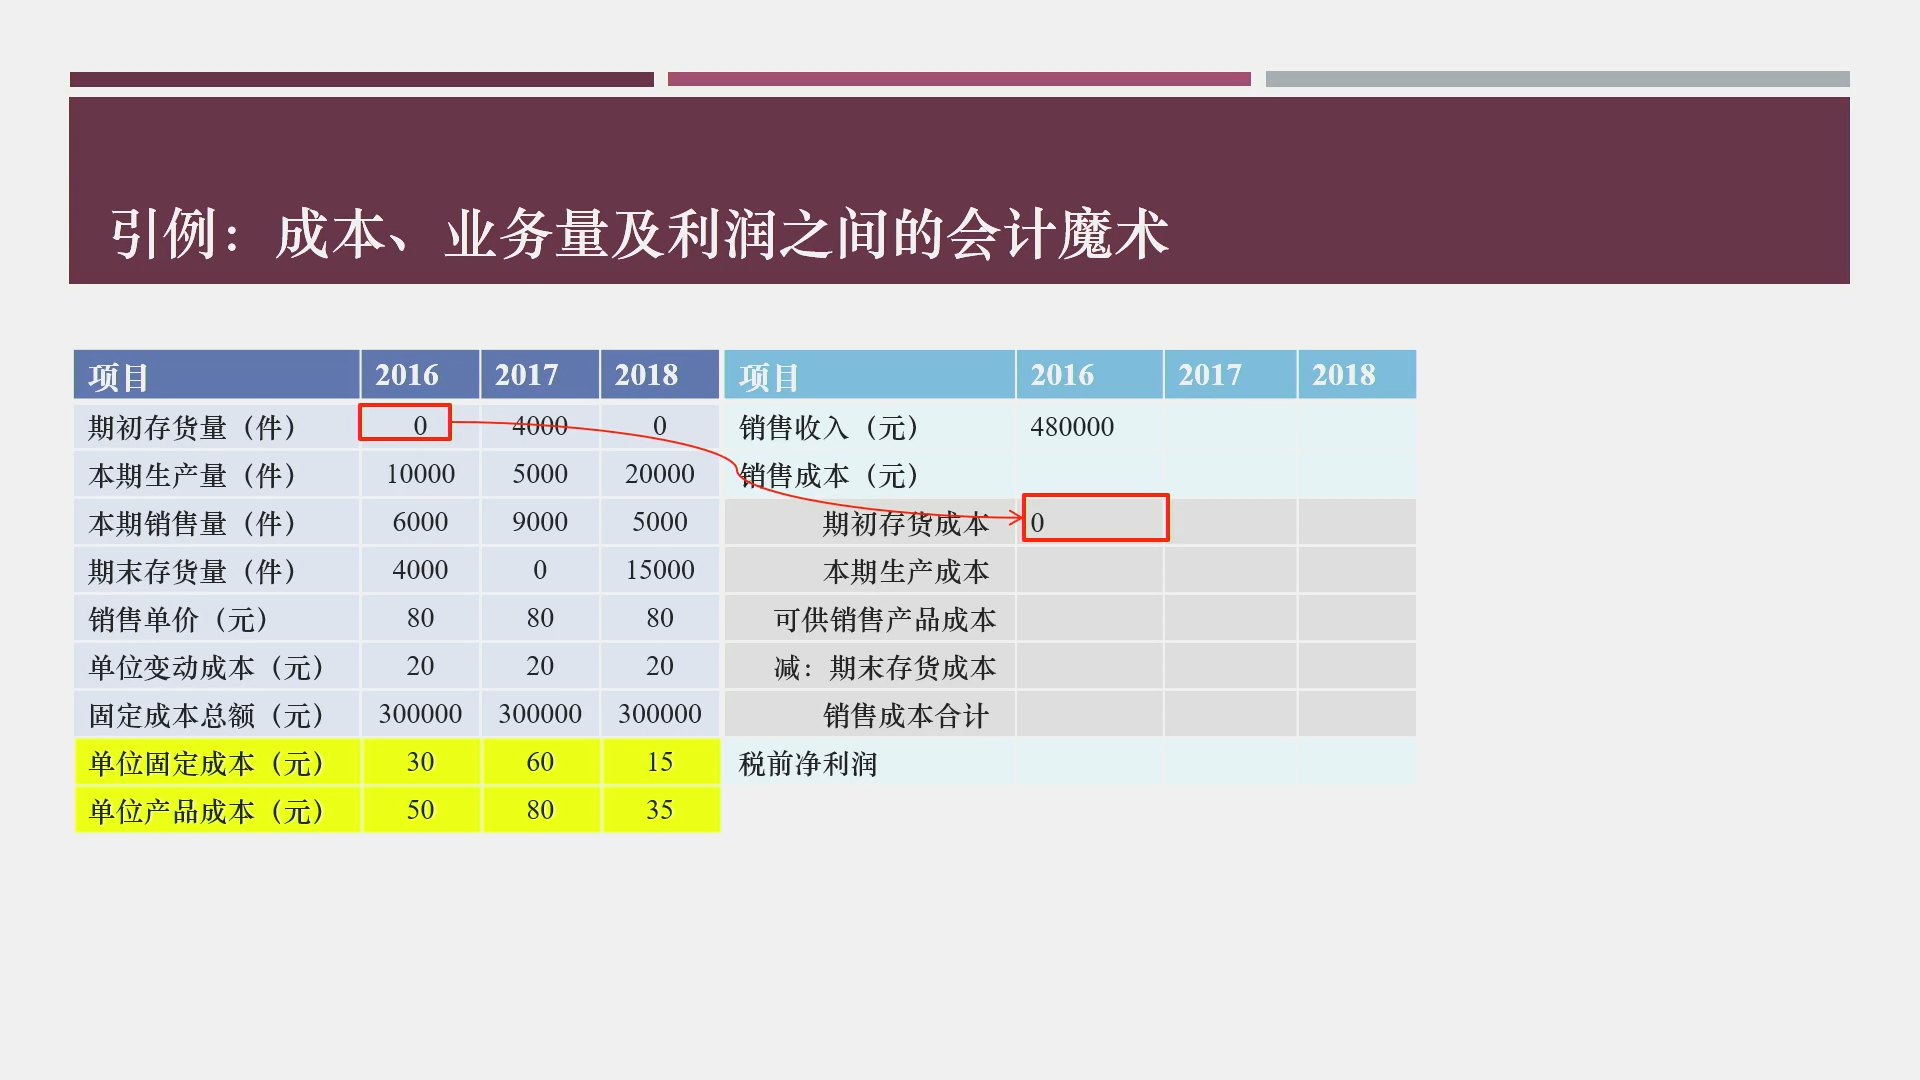 引例：成本、业务量及利润之间的会计魔术
项目 2016 2017 2018
期初存货量（件） 0 4000 0
本期生产量（件） 10000 5000 20000
本期销售量（件） 6000 9000 5000
期末存货量（件） 4000 0 15000
销售单价（元） 80 80 80
单位变动成本（元） 20 20 20
固定成本总额（元） 300000 300000 300000
单位固定成本（元） 30 60 15
单位产品成本（元） 50 80 35
项目 2016 2017 2018
销售收入（元） 480000
销售成本（元）
期初存货成本 0
本期生产成本
可供销售产品成本
减：期末存货成本
销售成本合计
税前净利润